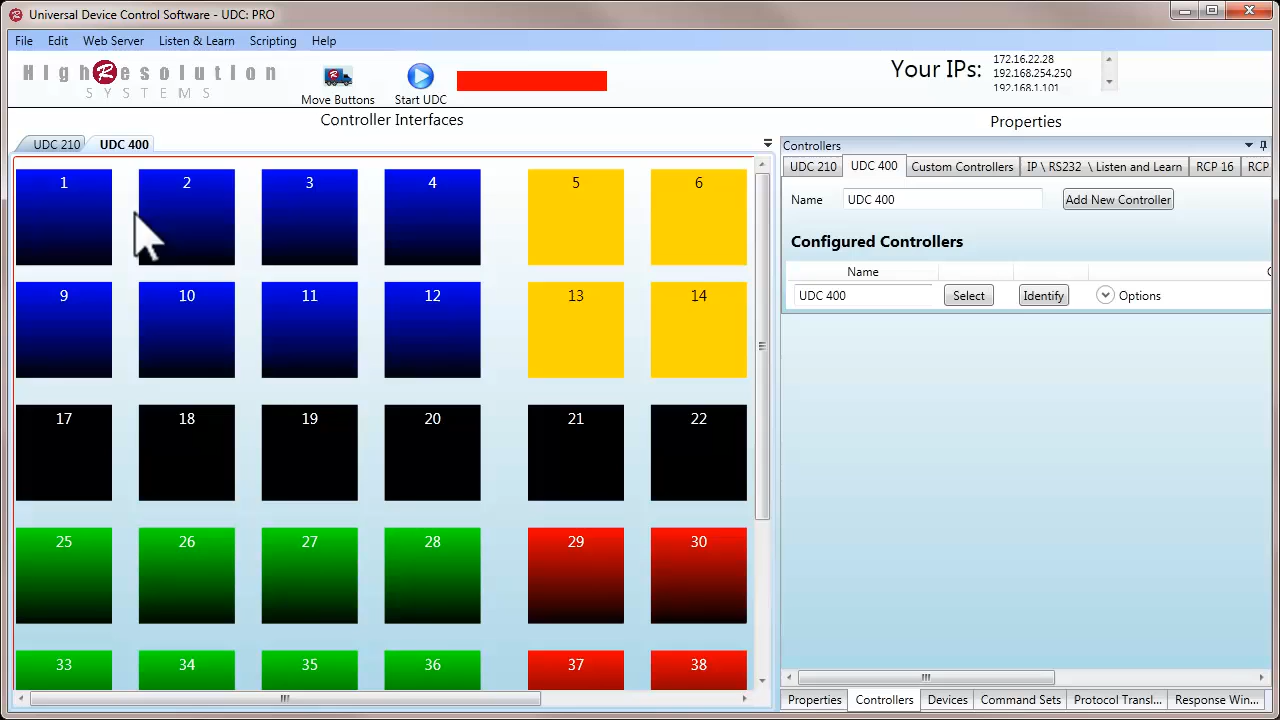 Universal Device Control Software - UDC: PRO
File Edit Web Server Listen & Learn Scripting Help
HighResolution
SYSTEMS
Move Buttons
Start UDC
Your IPs:
172.16.22.28
192.168.254.250
192.168.1.101
Controller Interfaces
Properties
UDC 210 UDC 400
1 2 3 4 5 6
9 10 11 12 13 14
17 18 19 20 21 22
25 26 27 28 29 30
33 34 35 36 37 38
Controllers
UDC 210 UDC 400 Custom Controllers IP \ RS232 \ Listen and Learn RCP 16 RCP
Name UDC 400 Add New Controller
Configured Controllers
Name C
UDC 400 Select Identify Options
Properties Controllers Devices Command Sets Protocol Transl... Response Win...